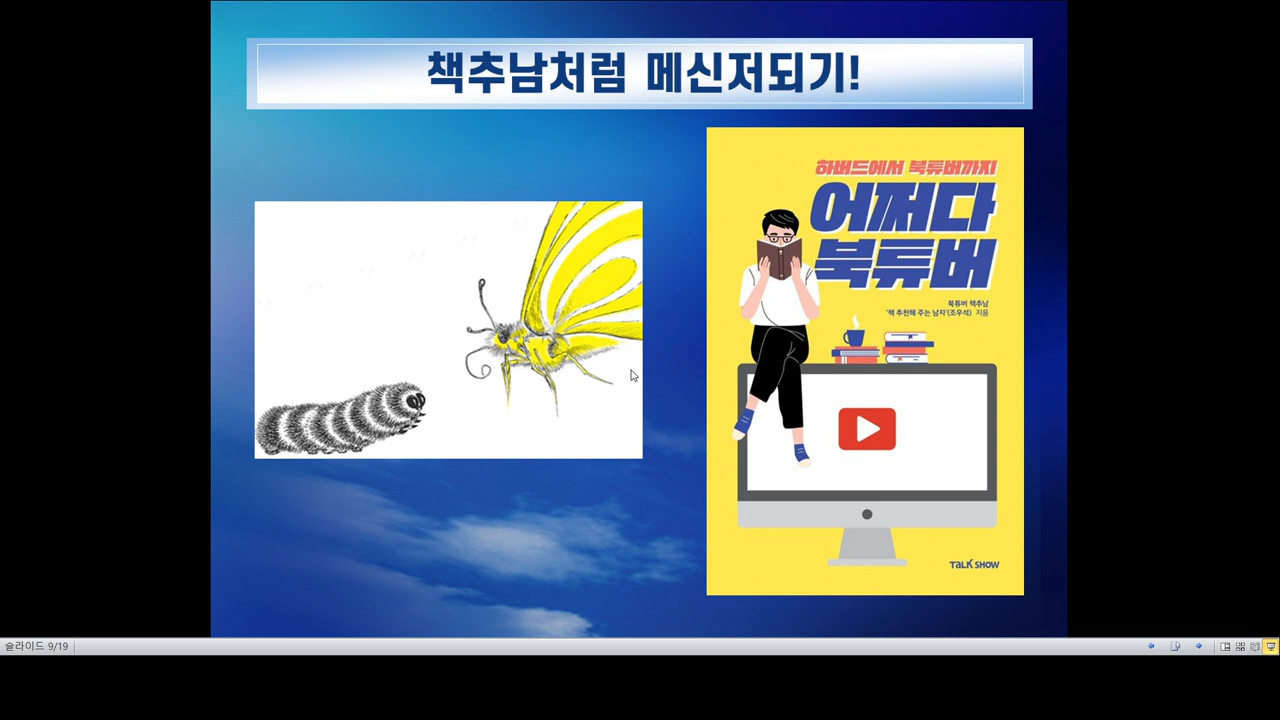 책추남처럼 메신저되기!
하버드에서 북튜버까지
어쩌다
북튜버
북튜버 책추남
'책 추천해 주는 남자'(조우석) 지음
TALK SHOW
슬라이드 9/19